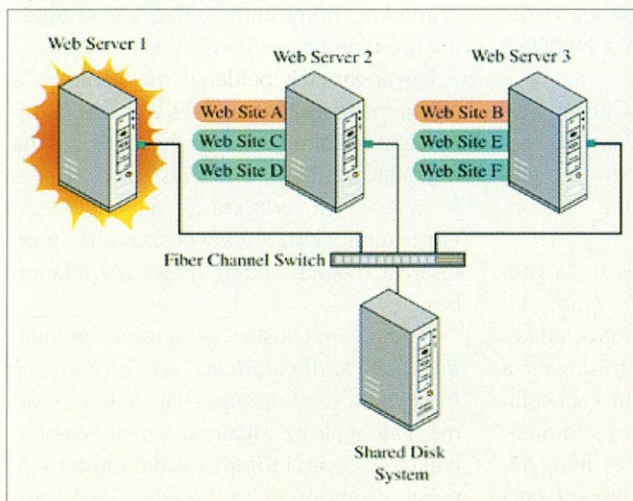 Web Server 1
Web Server 2
Web Server 3
Web Site A
Web Site C
Web Site D
Web Site B
Web Site E
Web Site F
Fiber Channel Switch
Shared Disk
System